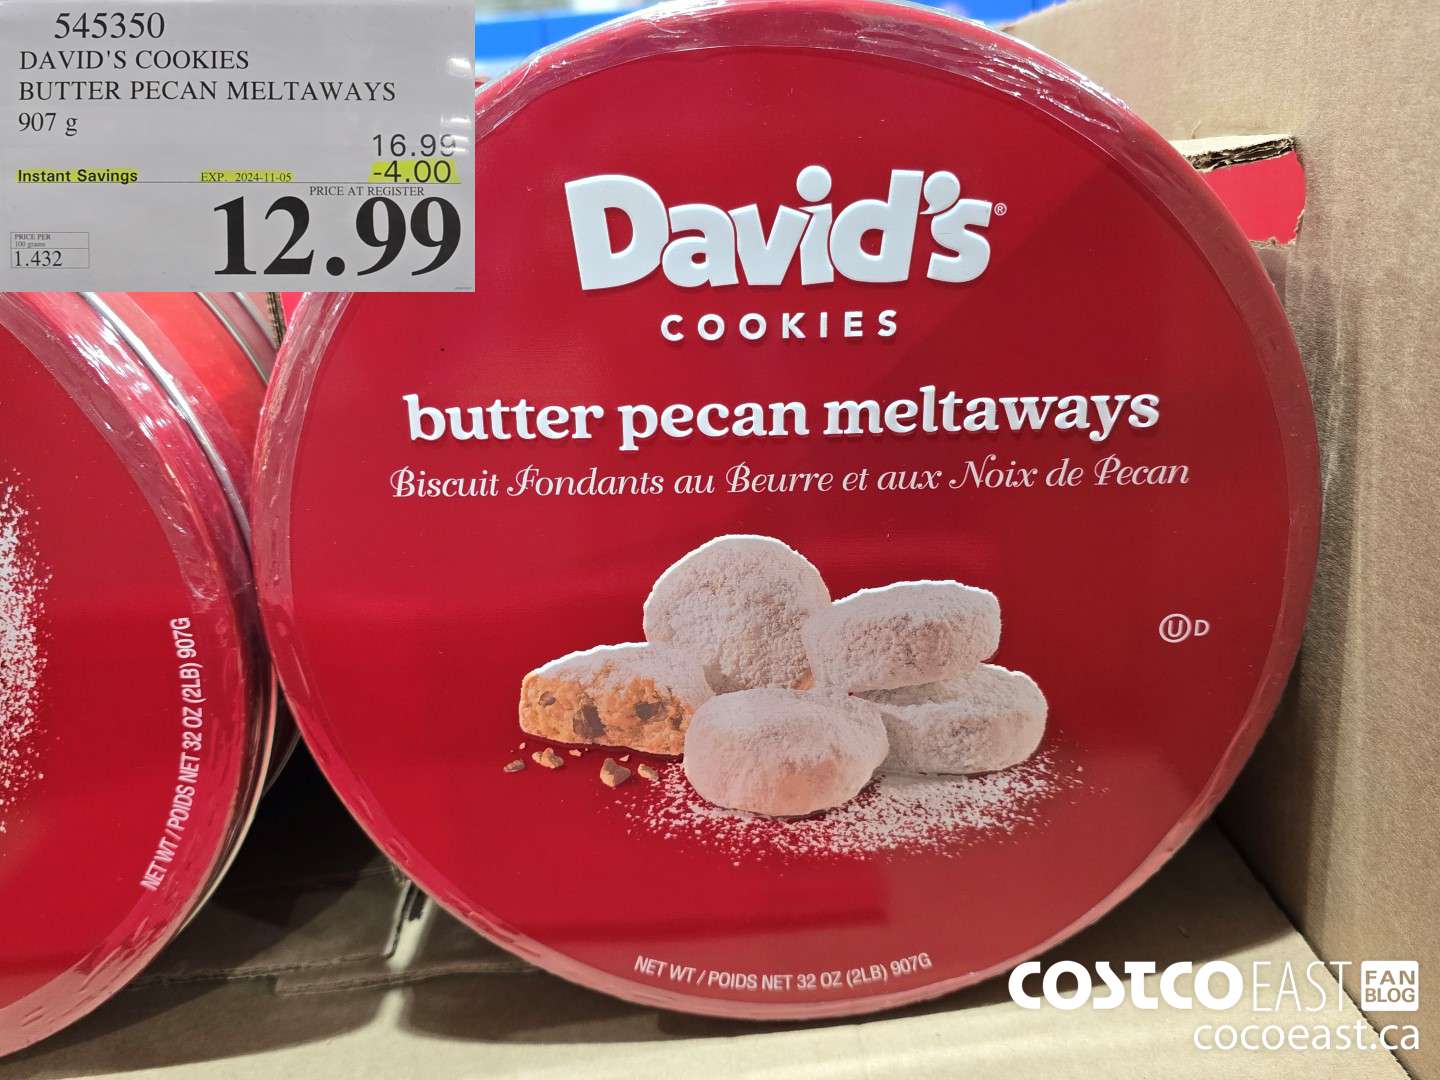 545350
DAVID'S COOKIES
BUTTER PECAN MELTAWAYS
907 g
16.99
Instant Savings EXP. 2024-11-05 -4.00
PRICE AT REGISTER
12.99
PRICE PER
100 grams
1.432
David's®
COOKIES
butter pecan meltaways
Biscuit Fondants au Beurre et aux Noix de Pecan
U D
NET WT / POIDS NET 32 OZ (2LB) 907G
NET WT / POIDS NET 32 OZ (2LB) 907G
COSTCO EAST FAN BLOG
cocoeast.ca